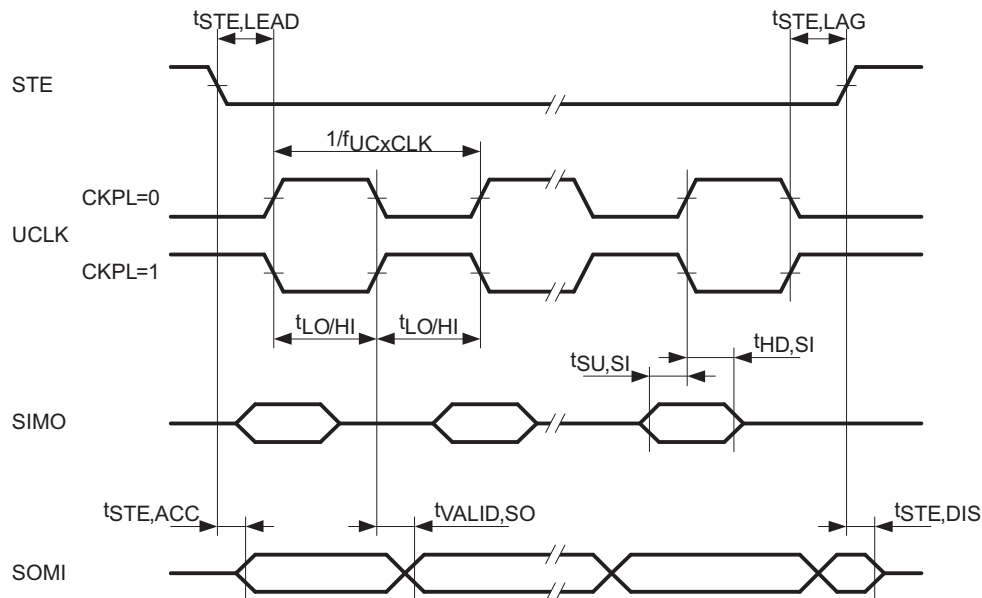 tSTE,LEAD
tSTE,LAG
STE
1/fUCxCLK
CKPL=0
UCLK
CKPL=1
tLO/HI
tLO/HI
tSU,SI
tHD,SI
SIMO
tSTE,ACC
tVALID,SO
tSTE,DIS
SOMI